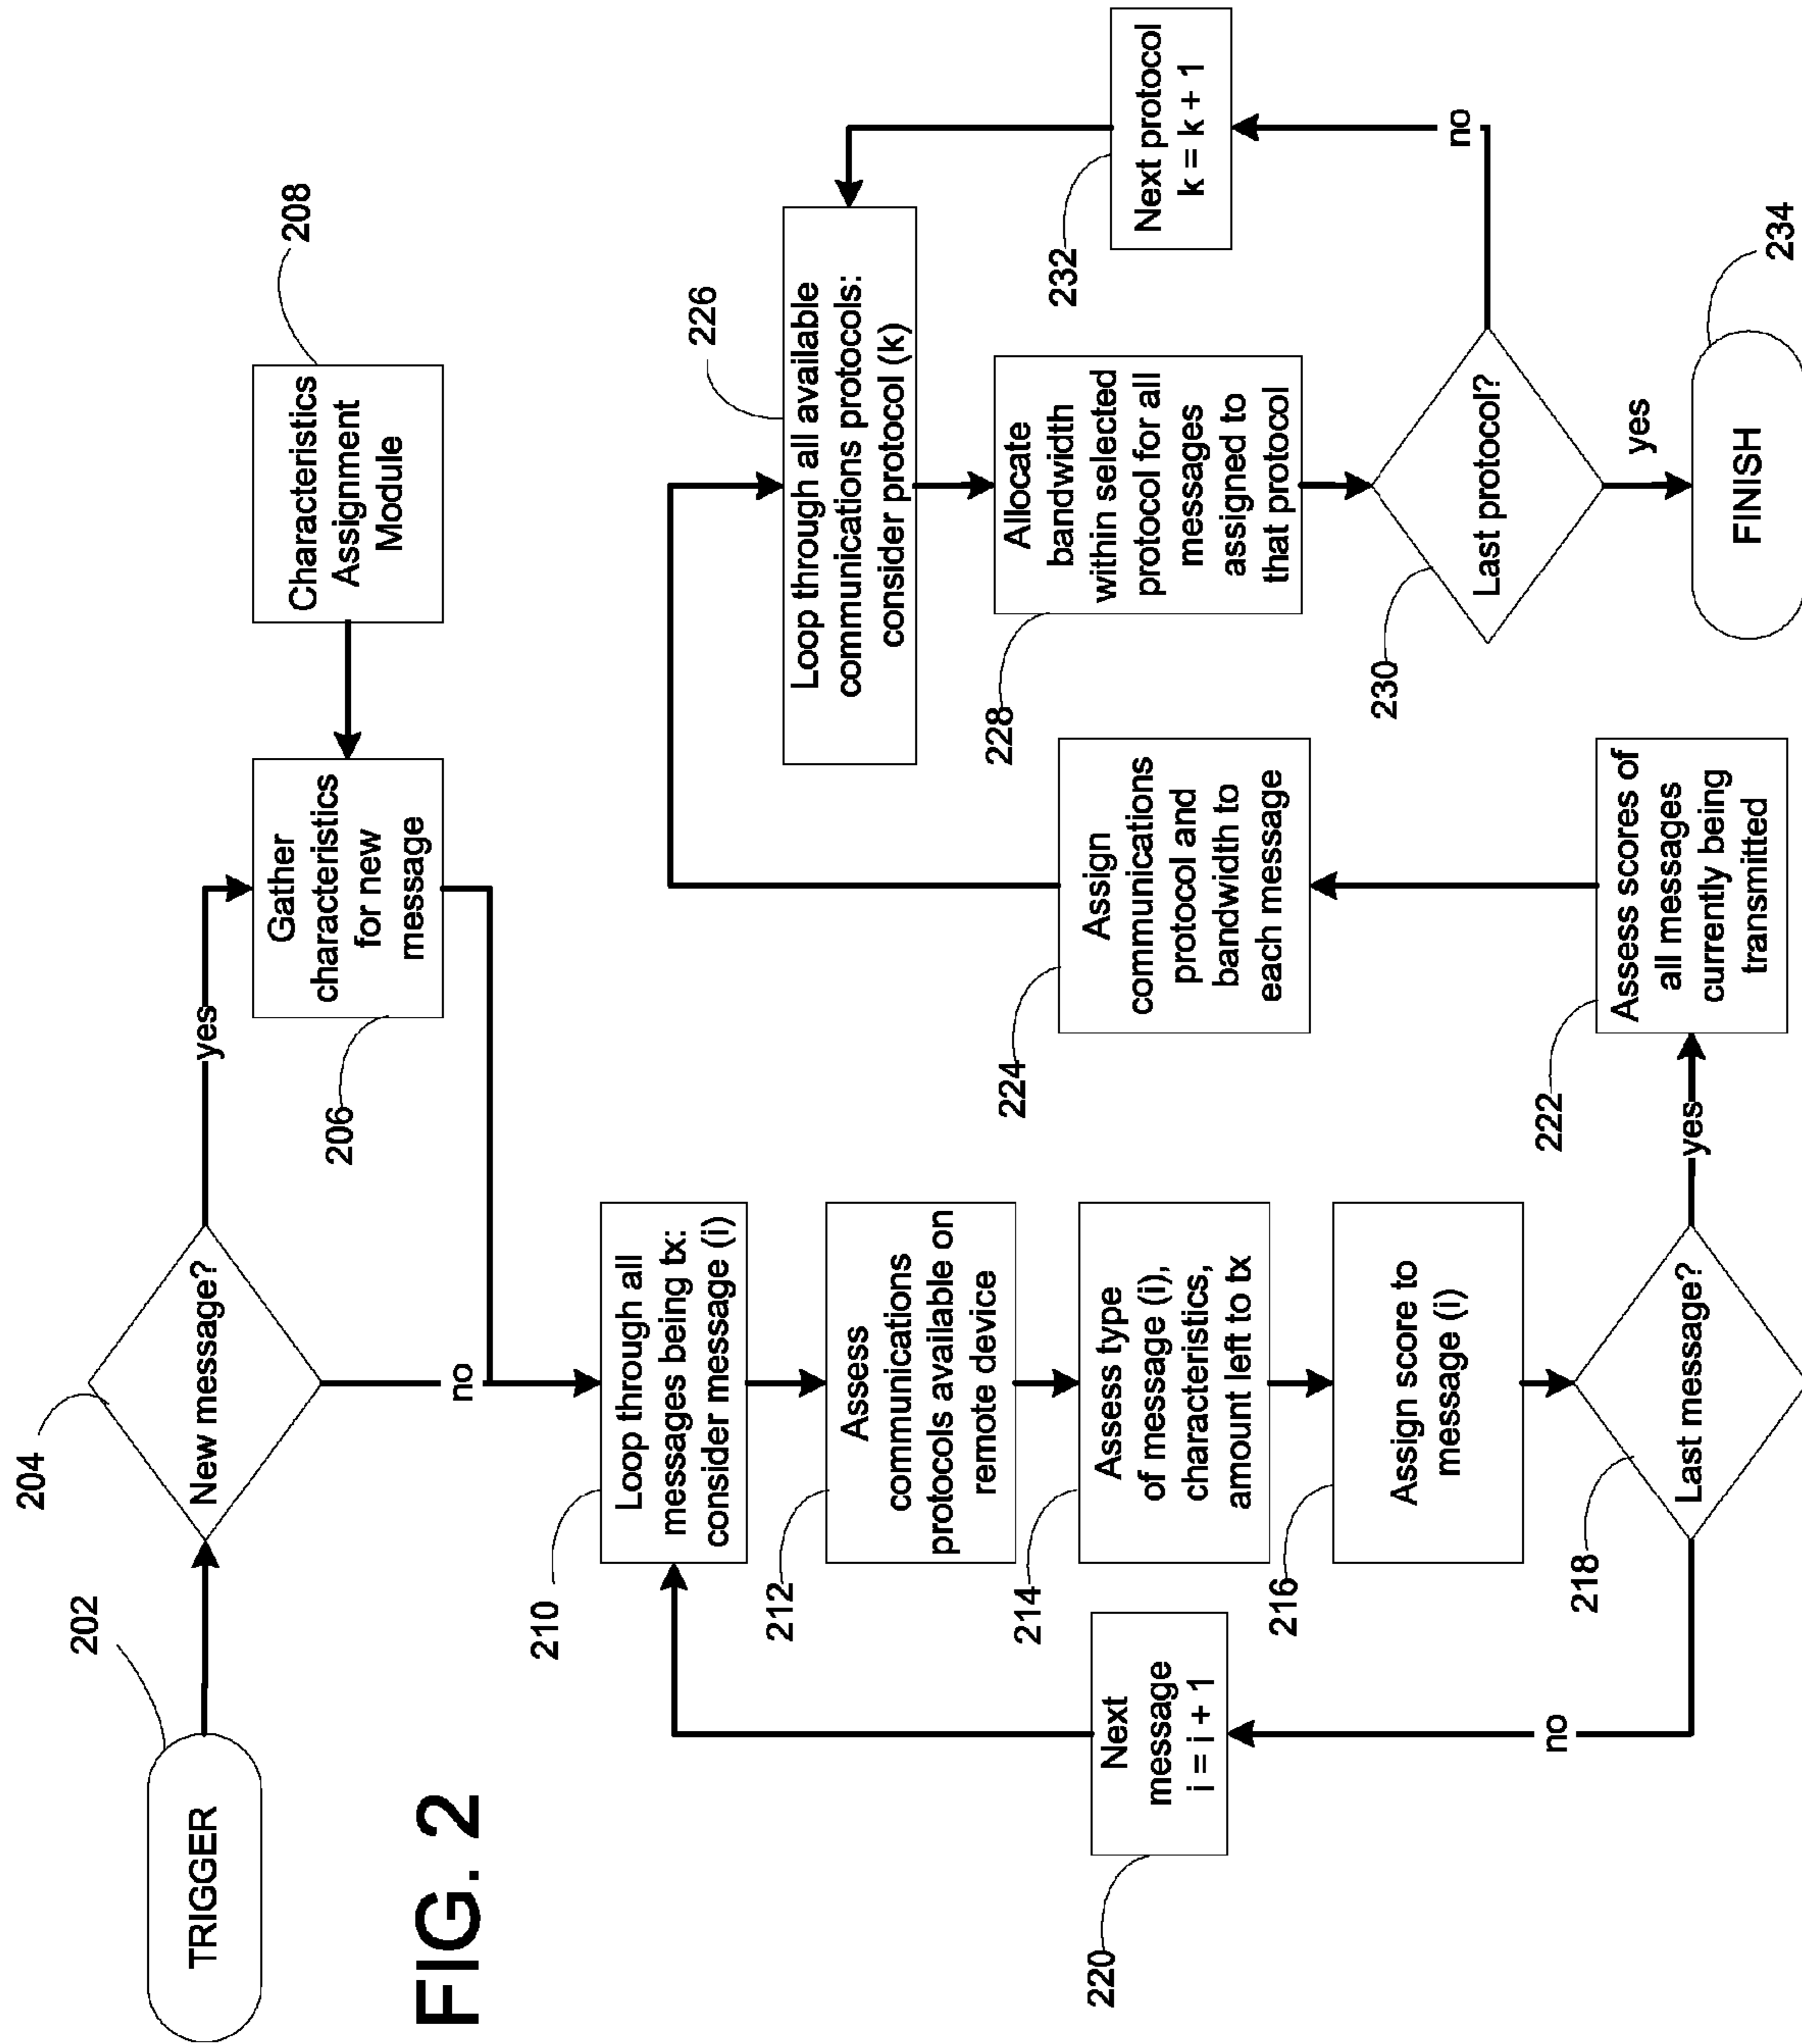 TRIGGER
202
204
New message?
yes
no
Gather
characteristics
for new
message
206
Characteristics
Assignment
Module
208
FIG. 2
210
Loop through all
messages being tx:
consider message (i)
212
Assess
communications
protocols available on
remote device
214
Assess type
of message (i),
characteristics,
amount left to tx
216
Assign score to
message (i)
218
Last message?
no
yes
220
Next
message
i = i + 1
222
Assess scores of
all messages
currently being
transmitted
224
Assign
communications
protocol and
bandwidth to
each message
226
Loop through all available
communications protocols:
consider protocol (k)
228
Allocate
bandwidth
within selected
protocol for all
messages
assigned to
that protocol
230
Last protocol?
no
yes
232
Next protocol
k = k + 1
FINISH
234